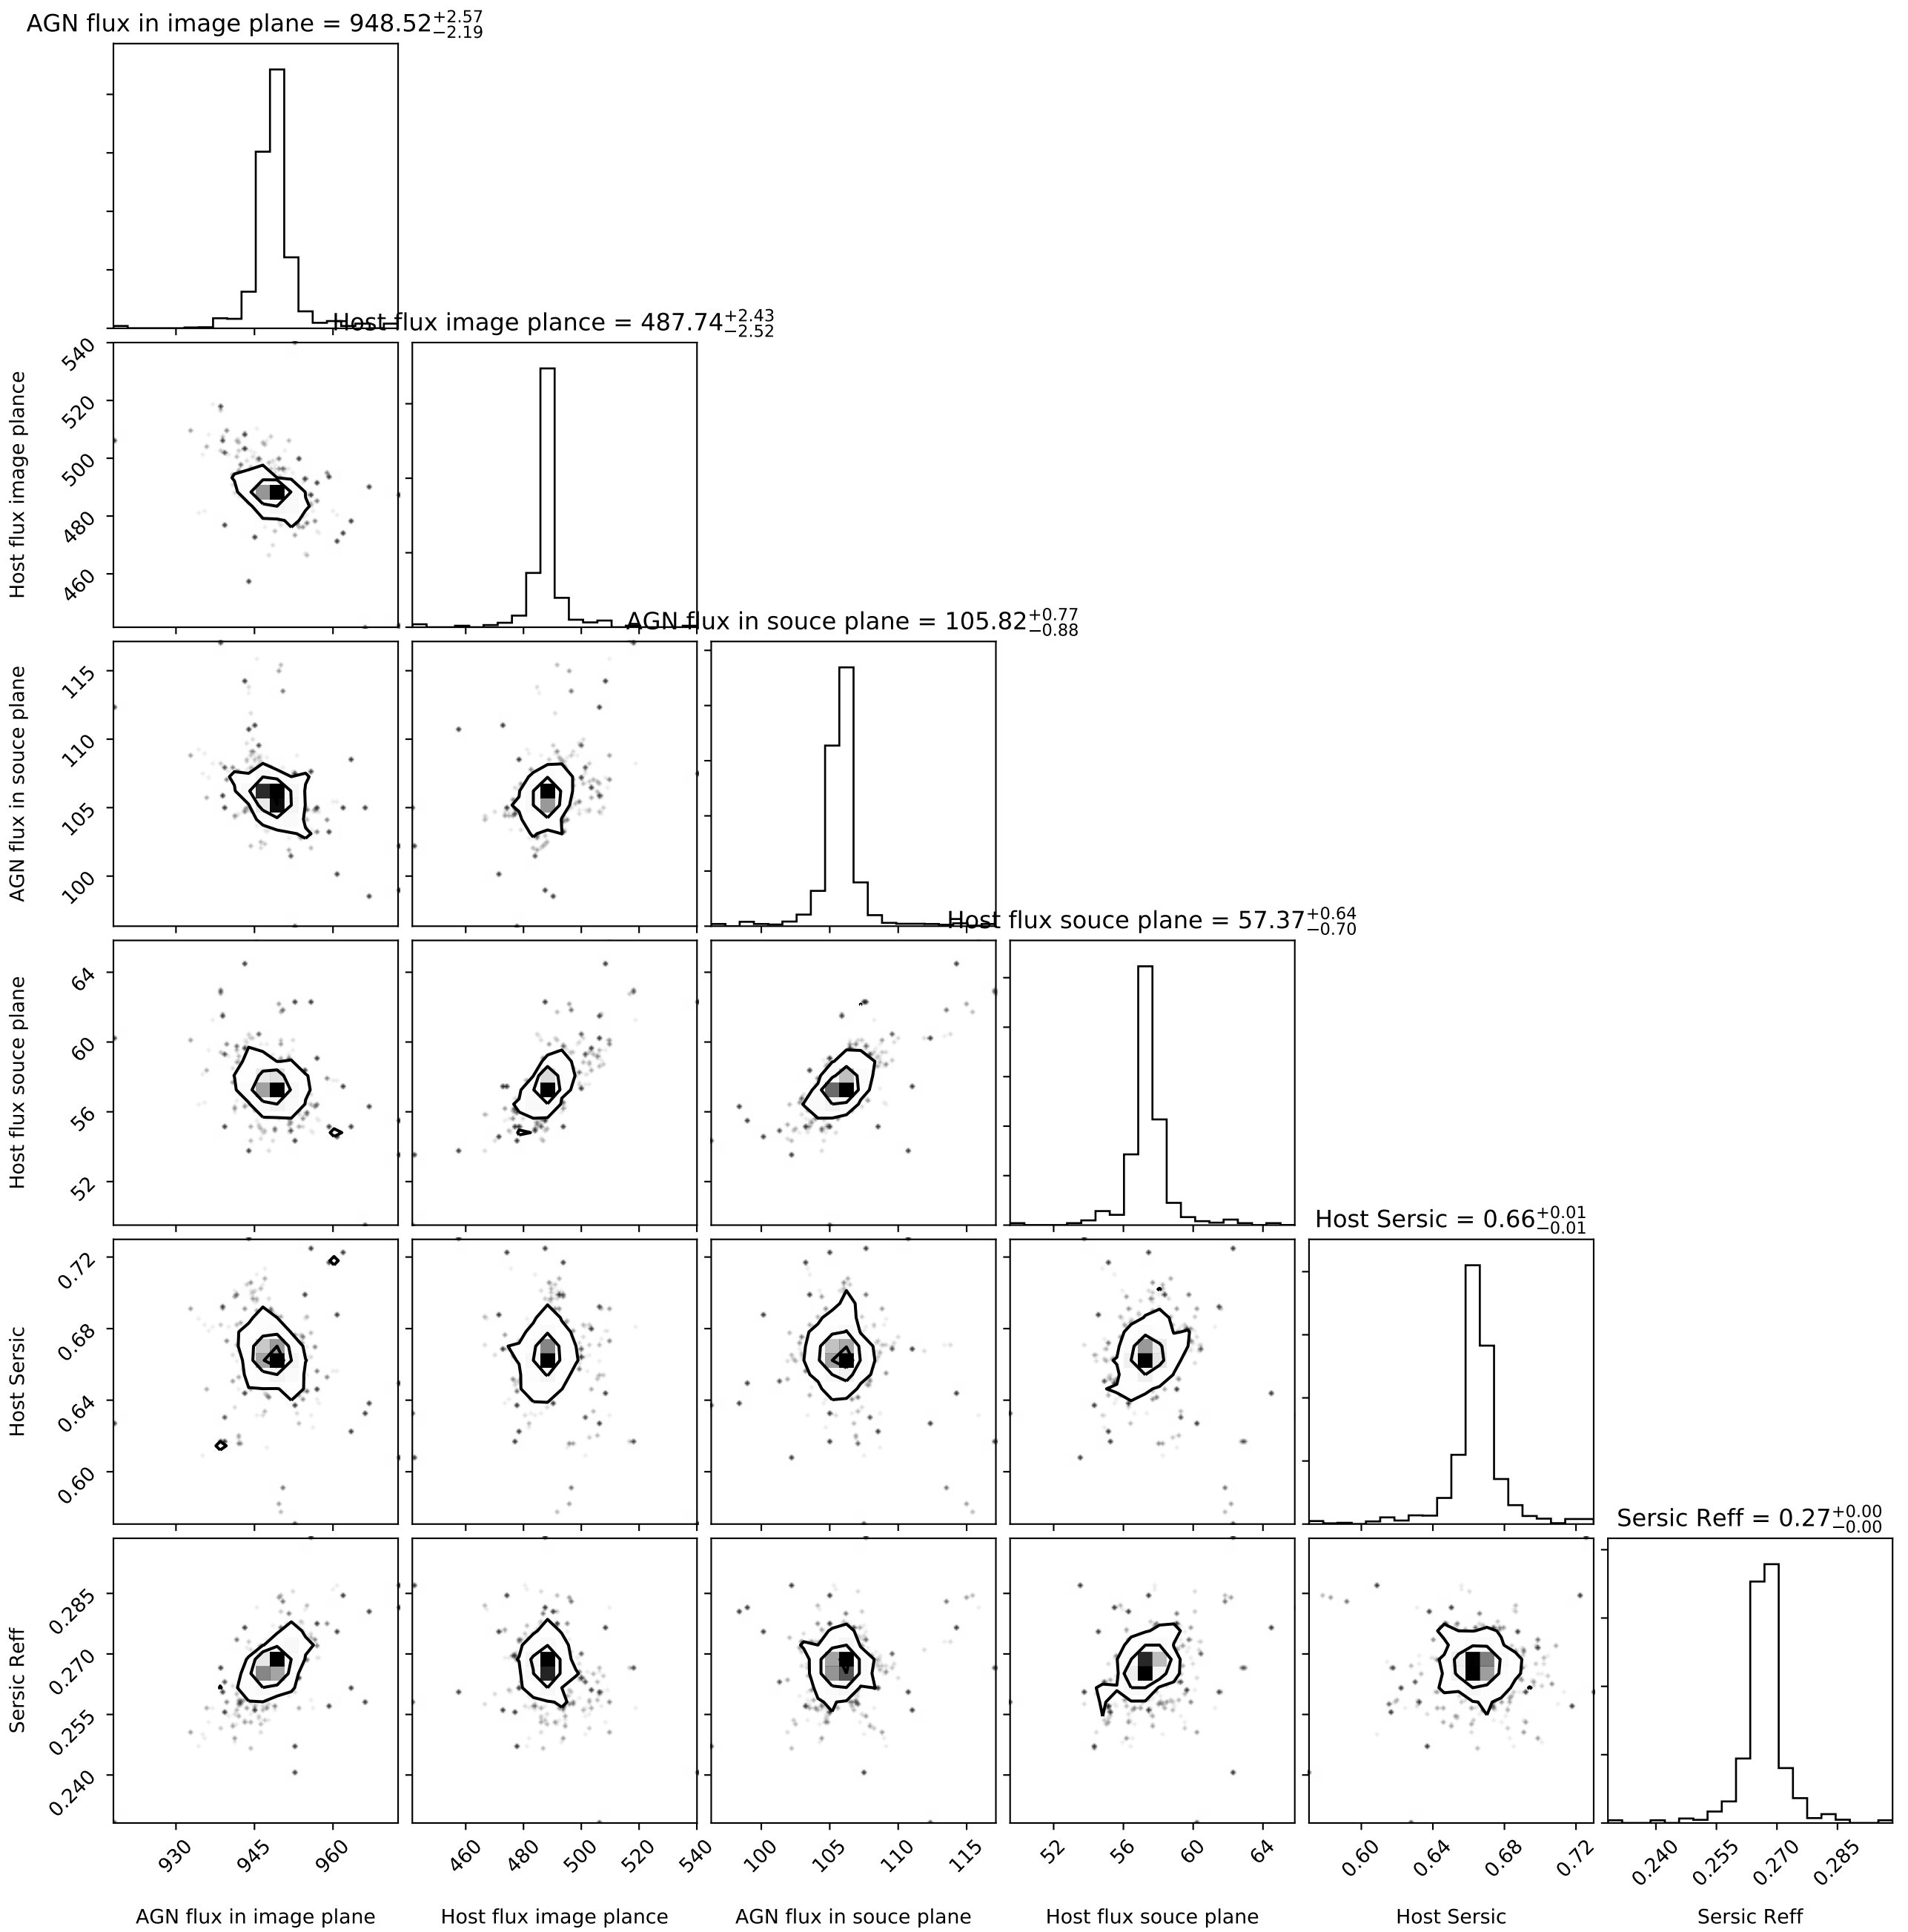 AGN flux in image plane = 948.52+2.57−2.19
Host flux image plance = 487.74+2.43−2.52
540
520
500
480
460
Host flux image plance
AGN flux in souce plane = 105.82+0.77−0.88
115
110
105
100
AGN flux in souce plane
Host flux souce plane = 57.37+0.64−0.70
64
60
56
52
Host flux souce plane
Host Sersic = 0.66+0.01−0.01
0.72
0.68
0.64
0.60
Host Sersic
Sersic Reff = 0.27+0.00−0.00
0.285
0.270
0.255
0.240
Sersic Reff
930 945 960 460 480 500 520 540 100 105 110 115 52 56 60 64 0.60 0.64 0.68 0.72 0.240 0.255 0.270 0.285
AGN flux in image plane Host flux image plance AGN flux in souce plane Host flux souce plane Host Sersic Sersic Reff